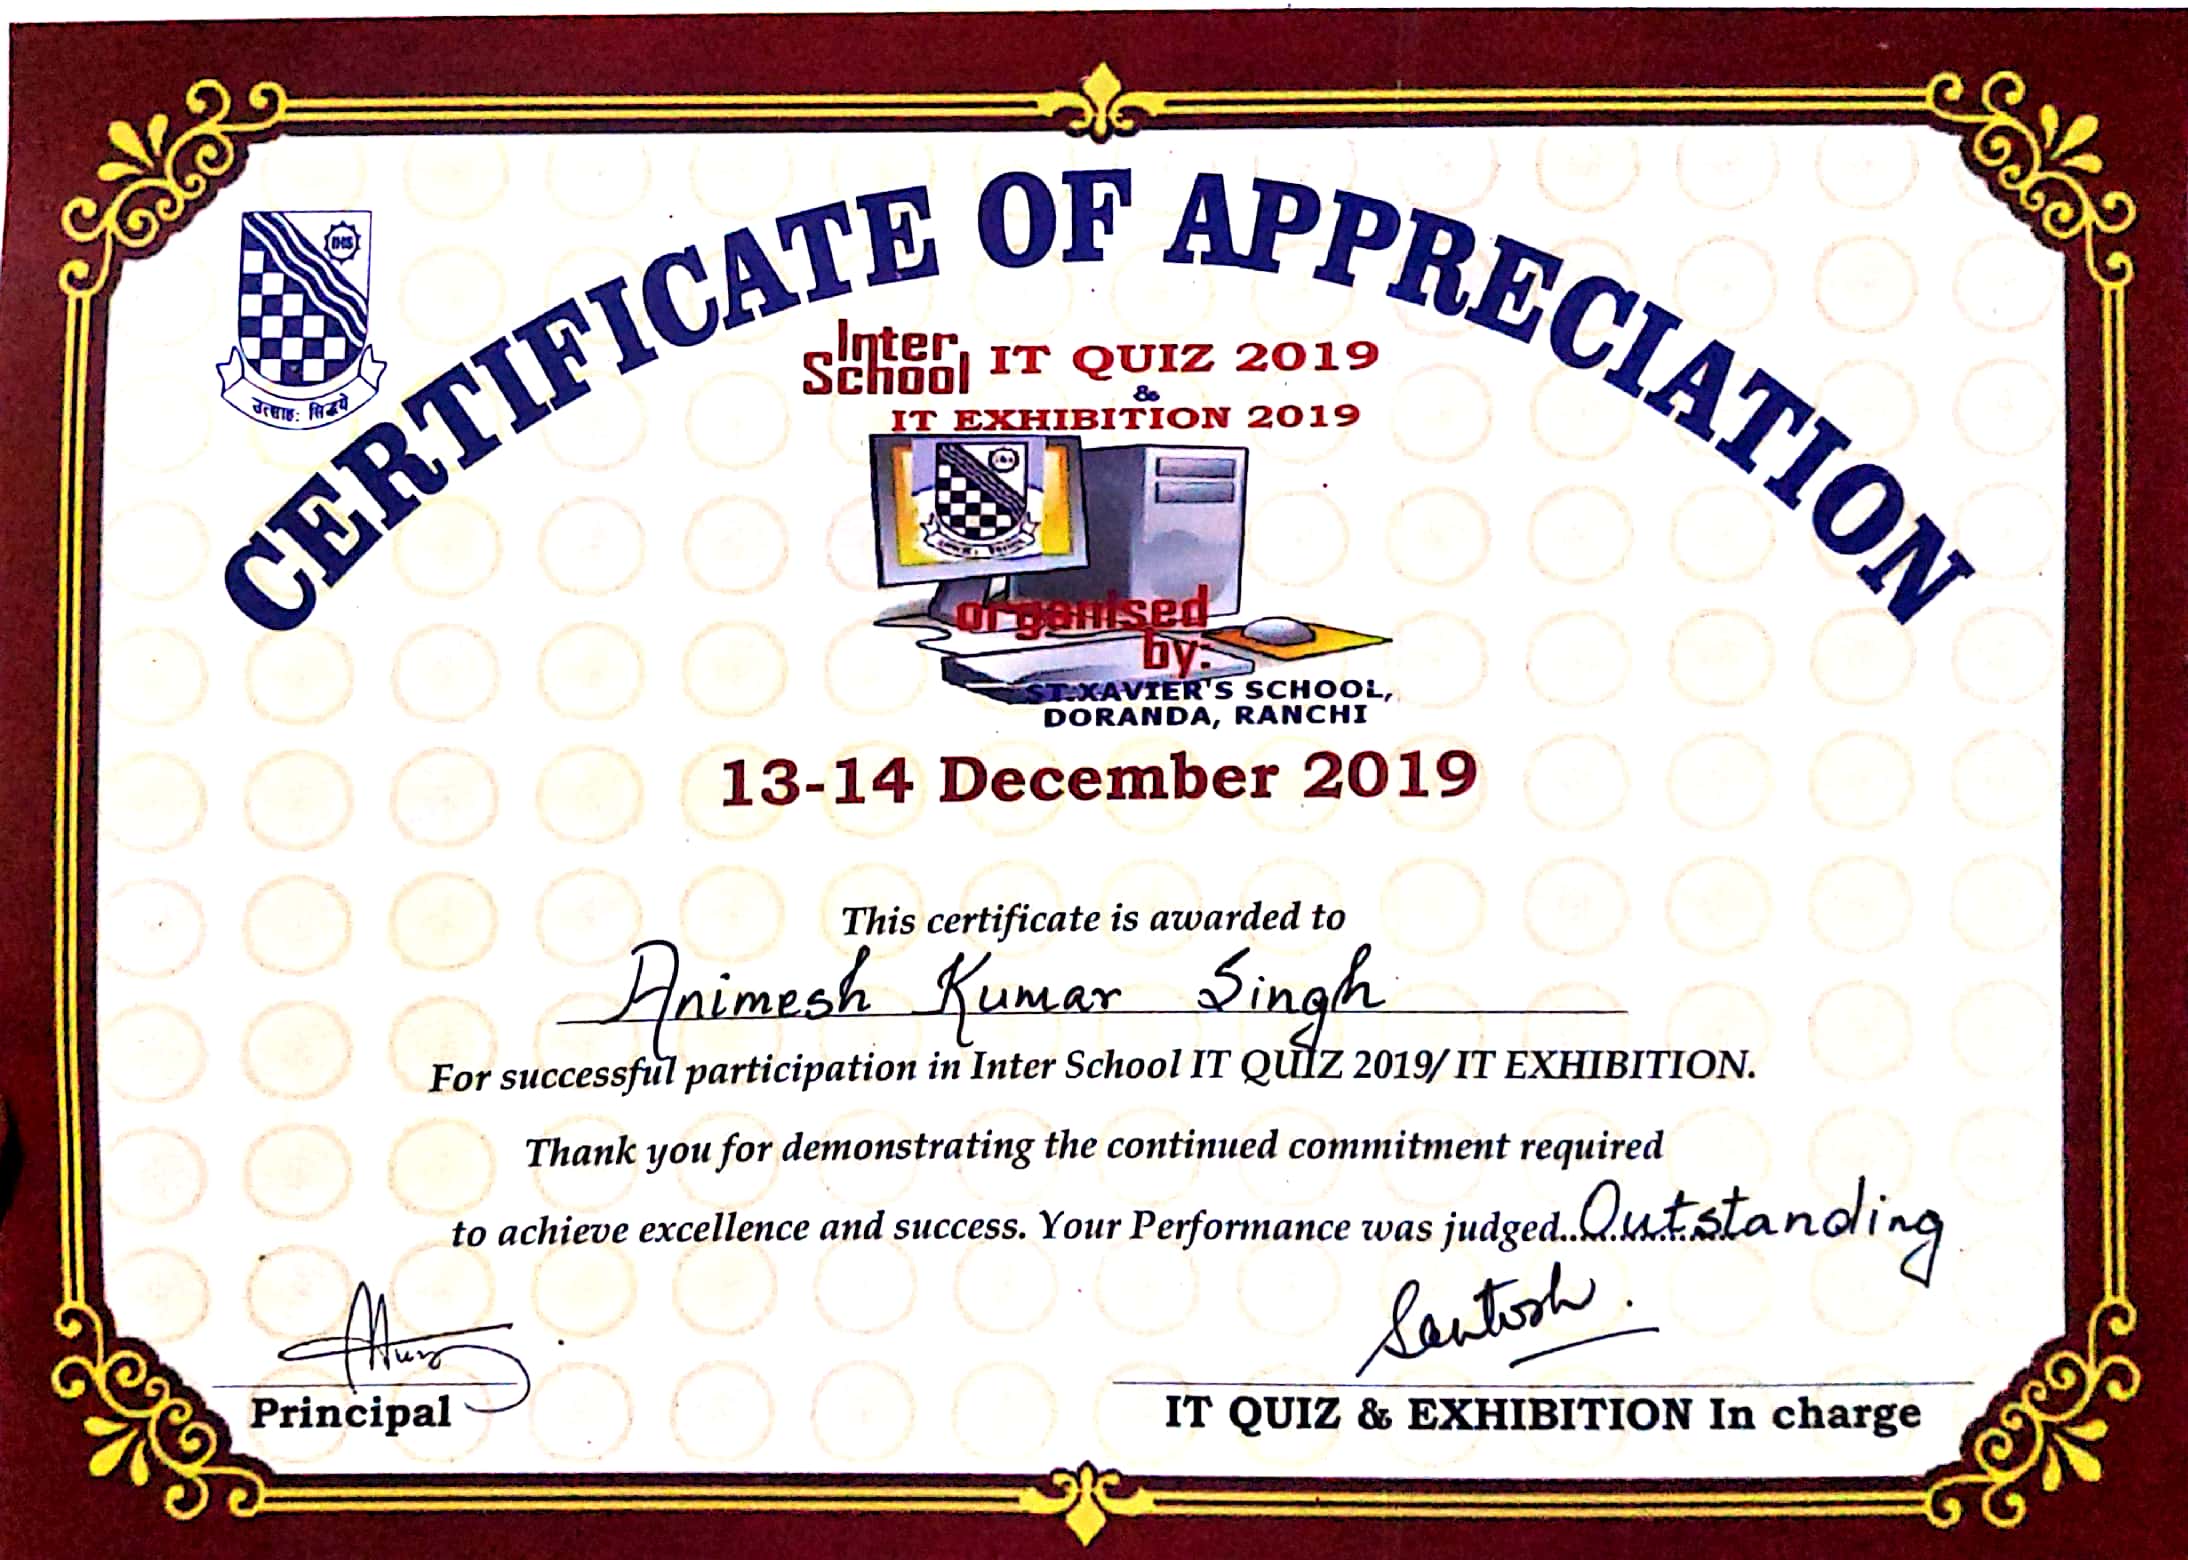 CERTIFICATE OF APPRECIATION
IHS
उत्साहः सिद्धये
Inter School IT QUIZ 2019
&
IT EXHIBITION 2019
organised
by:
ST.XAVIER'S SCHOOL,
DORANDA, RANCHI
13-14 December 2019
This certificate is awarded to
Animesh Kumar Singh
For successful participation in Inter School IT QUIZ 2019/ IT EXHIBITION.
Thank you for demonstrating the continued commitment required
to achieve excellence and success. Your Performance was judged..Outstanding
Santosh.
Principal
IT QUIZ & EXHIBITION In charge